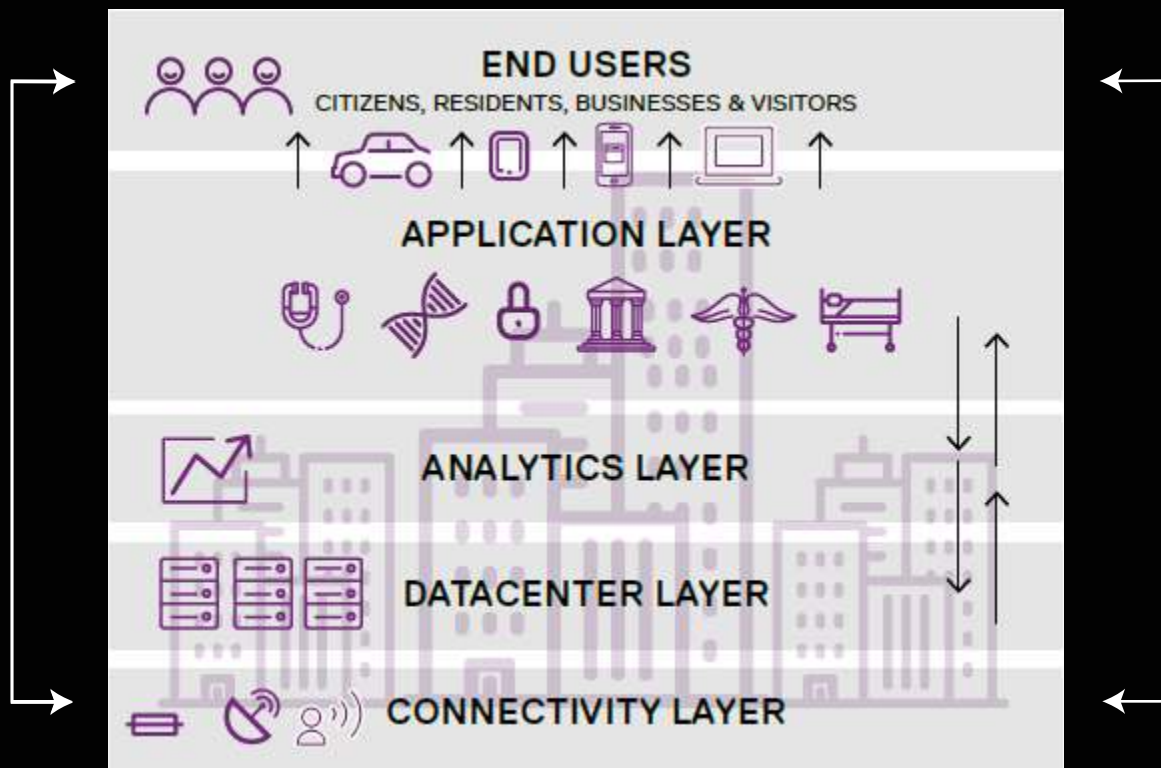 END USERS
CITIZENS, RESIDENTS, BUSINESSES & VISITORS
APPLICATION LAYER
ANALYTICS LAYER
DATACENTER LAYER
CONNECTIVITY LAYER